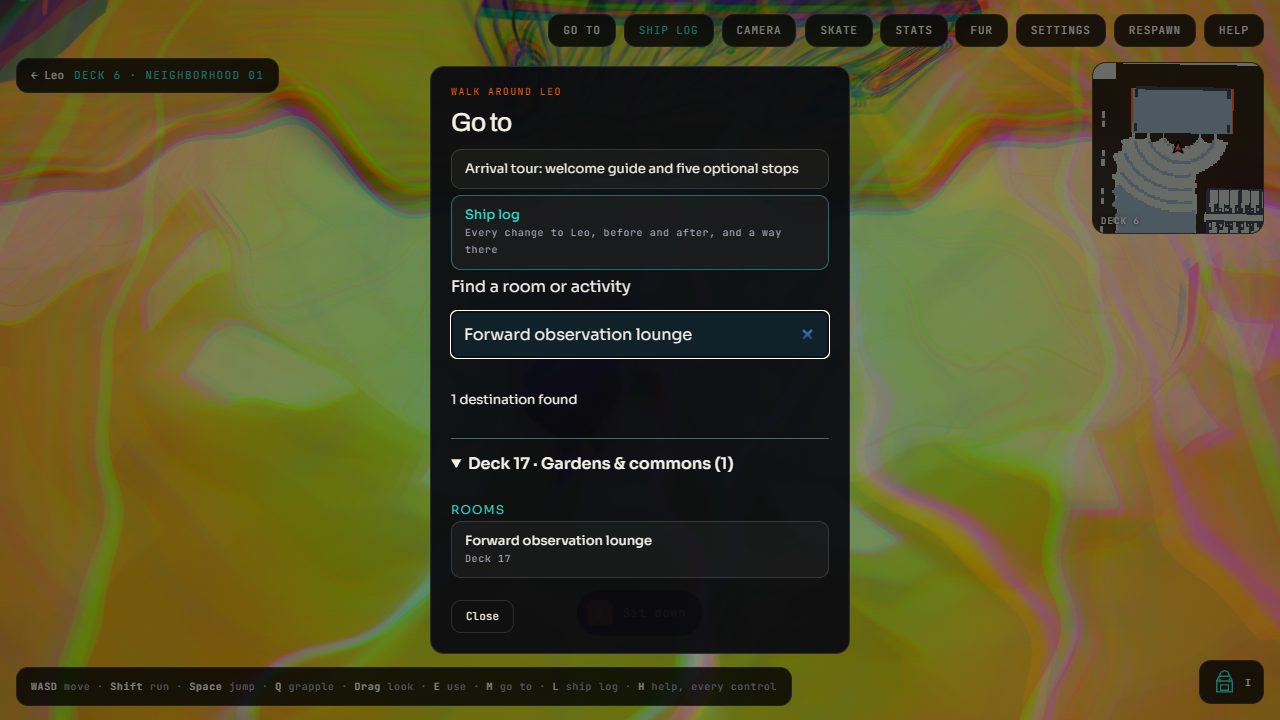 GO TO
SHIP LOG
CAMERA
SKATE
STATS
FUR
SETTINGS
RESPAWN
HELP
← Leo DECK 6 · NEIGHBORHOOD 01
WALK AROUND LEO
Go to
Arrival tour: welcome guide and five optional stops
Ship log
Every change to Leo, before and after, and a way
there
Find a room or activity
Forward observation lounge
1 destination found
▼ Deck 17 · Gardens & commons (1)
ROOMS
Forward observation lounge
Deck 17
Close
Sit down
DECK 6
WASD move · Shift run · Space jump · Q grapple · Drag look · E use · M go to · L ship log · H help, every control
I